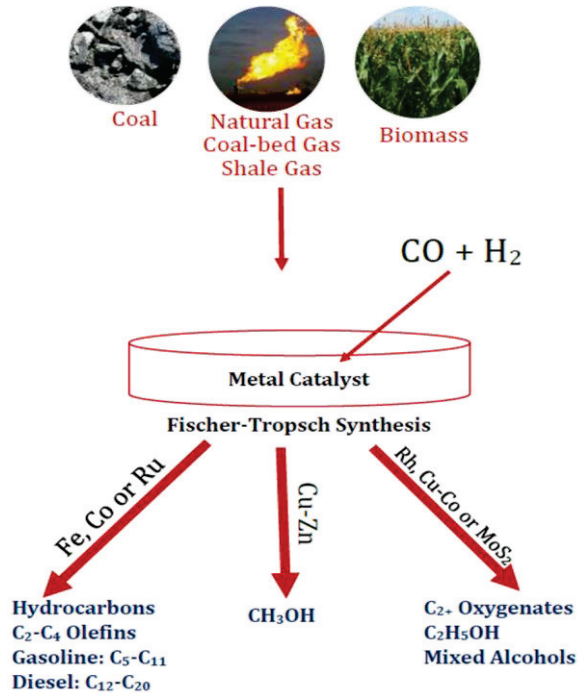 Coal
Natural Gas
Coal-bed Gas
Shale Gas
Biomass
CO + H₂
Metal Catalyst
Fischer-Tropsch Synthesis
Fe, Co or Ru
Cu-Zn
Rh, Cu-Co or MoS₂
Hydrocarbons
C₂-C₄ Olefins
Gasoline: C₅-C₁₁
Diesel: C₁₂-C₂₀
CH₃OH
C₂₊ Oxygenates
C₂H₅OH
Mixed Alcohols